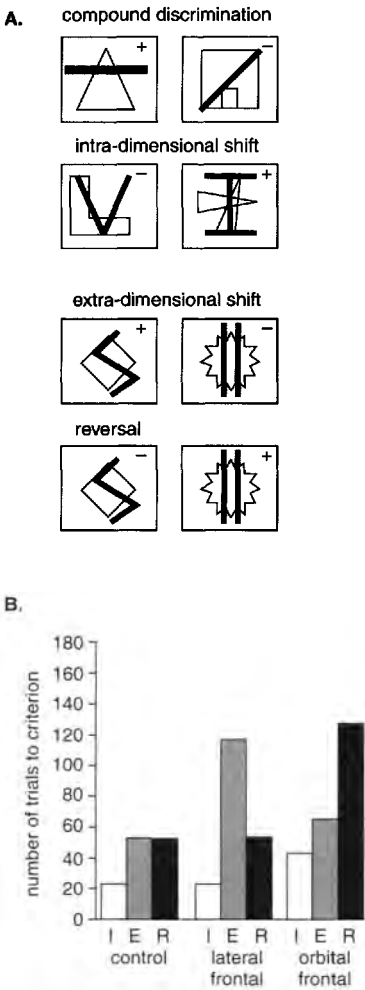 A.
compound discrimination
+ −
intra-dimensional shift
− +
extra-dimensional shift
+ −
reversal
− +
B.
number of trials to criterion
180
160
140
120
100
80
60
40
20
0
I E R I E R I E R
control lateral frontal orbital frontal